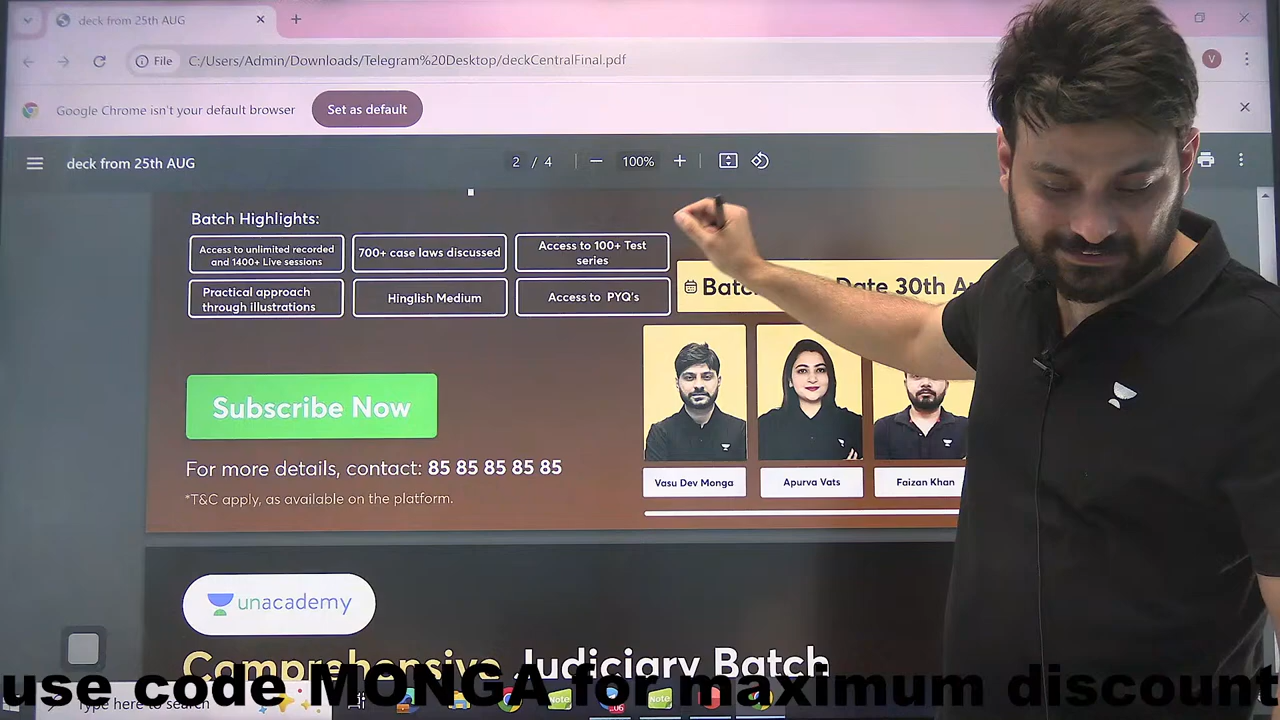 deck from 25th AUG
File C:/Users/Admin/Downloads/Telegram%20Desktop/deckCentralFinal.pdf
V
Google Chrome isn't your default browser
Set as default
deck from 25th AUG
2 / 4
100%
Batch Highlights:
Access to unlimited recorded
and 1400+ Live sessions
700+ case laws discussed
Access to 100+ Test
series
Practical approach
through illustrations
Hinglish Medium
Access to PYQ's
Date 30th
Subscribe Now
For more details, contact: 85 85 85 85 85
*T&C apply, as available on the platform.
Vasu Dev Monga
Apurva Vats
Faizan Khan
unacademy
Comprehensive Judiciary Batch
Type here to search
use code MONGA for maximum discount